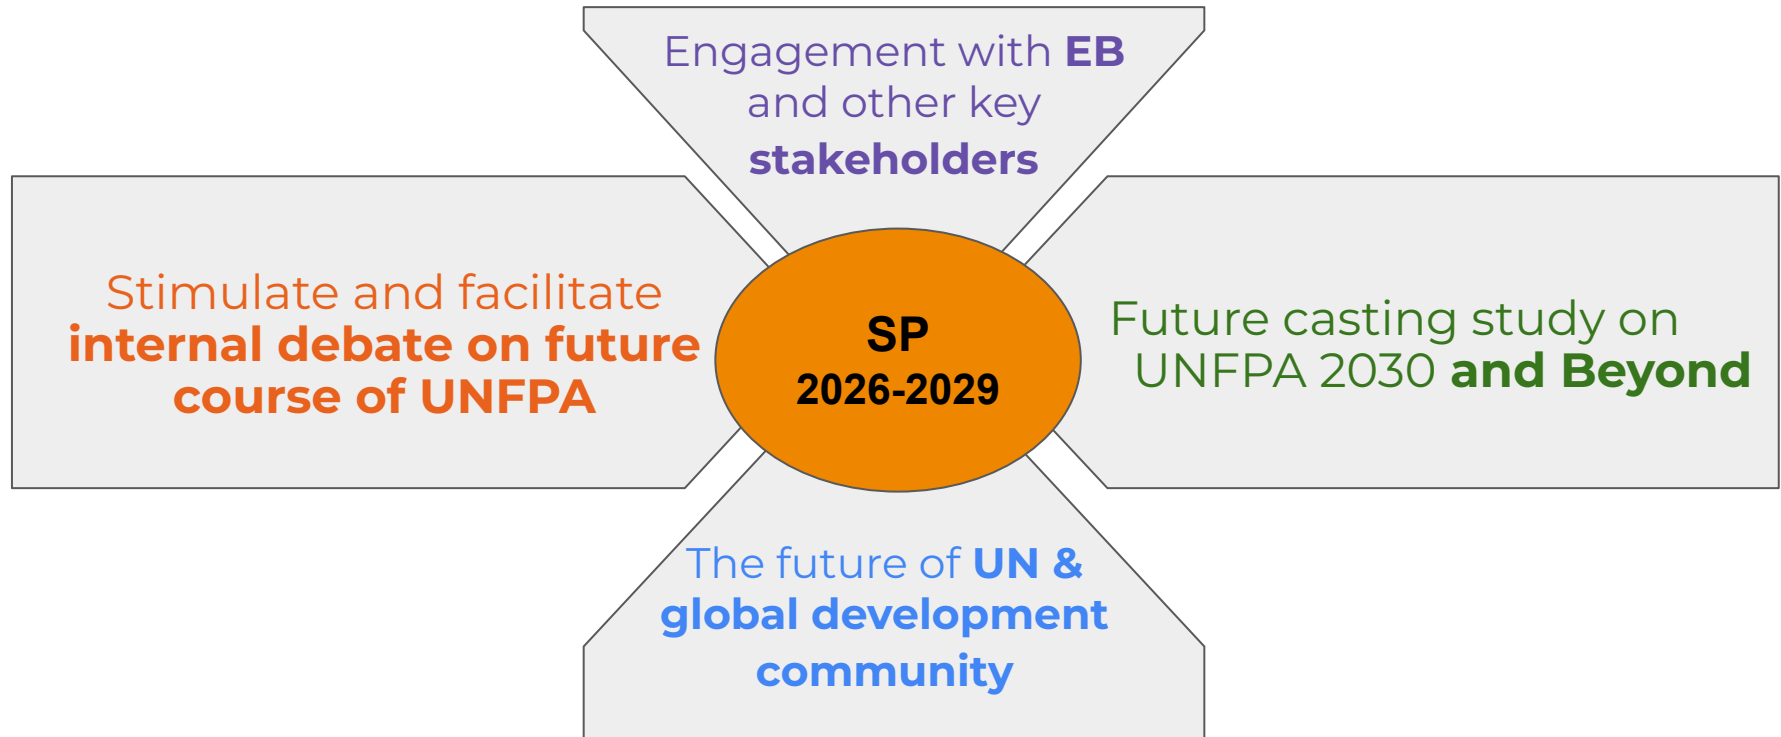 Engagement with EB
and other key
stakeholders
Stimulate and facilitate
internal debate on future
course of UNFPA
SP
2026-2029
Future casting study on
UNFPA 2030 and Beyond
The future of UN &
global development
community